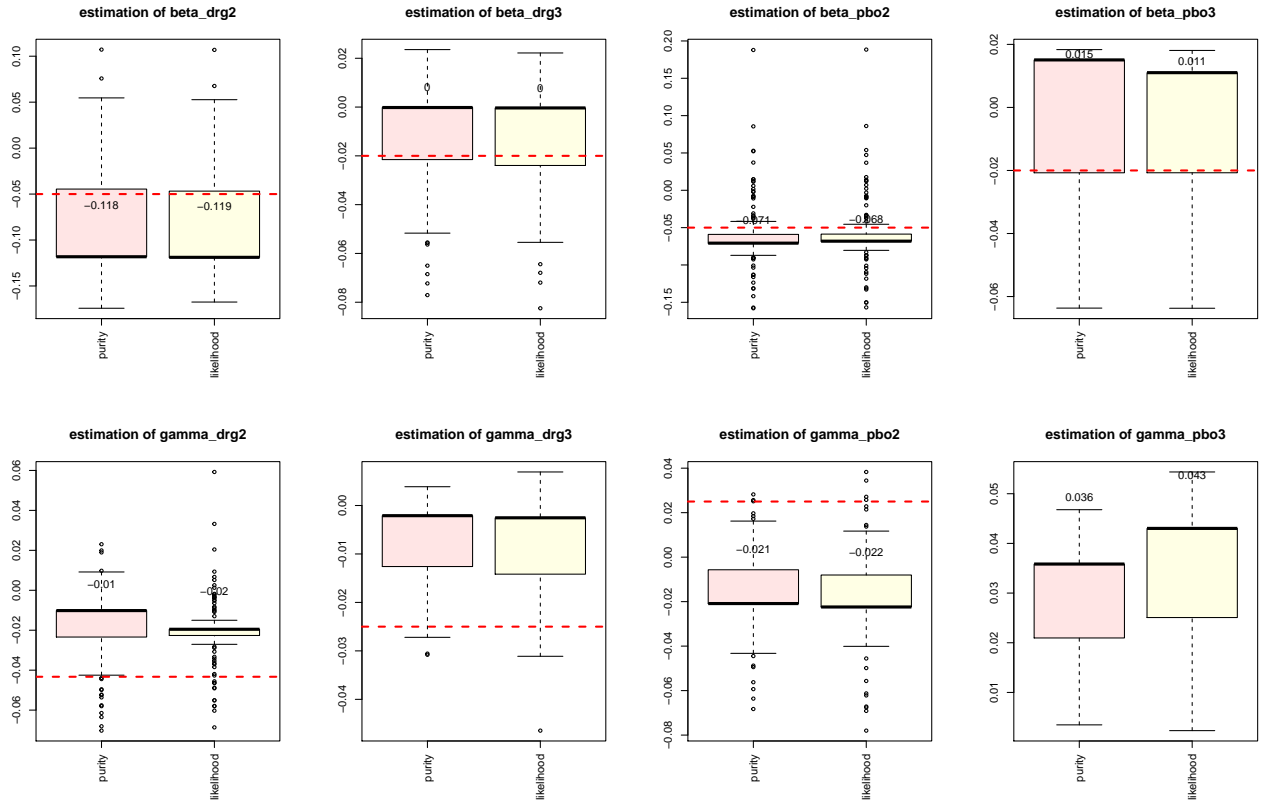 estimation of beta_drg2
0.10
0.05
0.00
−0.05
−0.10
−0.15
−0.118
−0.119
purity
likelihood
estimation of beta_drg3
0.02
0.00
−0.02
−0.04
−0.06
−0.08
0
0
purity
likelihood
estimation of beta_pbo2
0.20
0.15
0.10
0.05
0.00
−0.05
−0.15
−0.071
−0.068
purity
likelihood
estimation of beta_pbo3
0.02
0.00
−0.02
−0.04
−0.06
0.015
0.011
purity
likelihood
estimation of gamma_drg2
0.06
0.04
0.02
0.00
−0.02
−0.04
−0.06
−0.01
−0.02
purity
likelihood
estimation of gamma_drg3
0.00
−0.01
−0.02
−0.03
−0.04
purity
likelihood
estimation of gamma_pbo2
0.04
0.02
0.00
−0.02
−0.04
−0.06
−0.08
−0.021
−0.022
purity
likelihood
estimation of gamma_pbo3
0.05
0.04
0.03
0.02
0.01
0.036
0.043
purity
likelihood